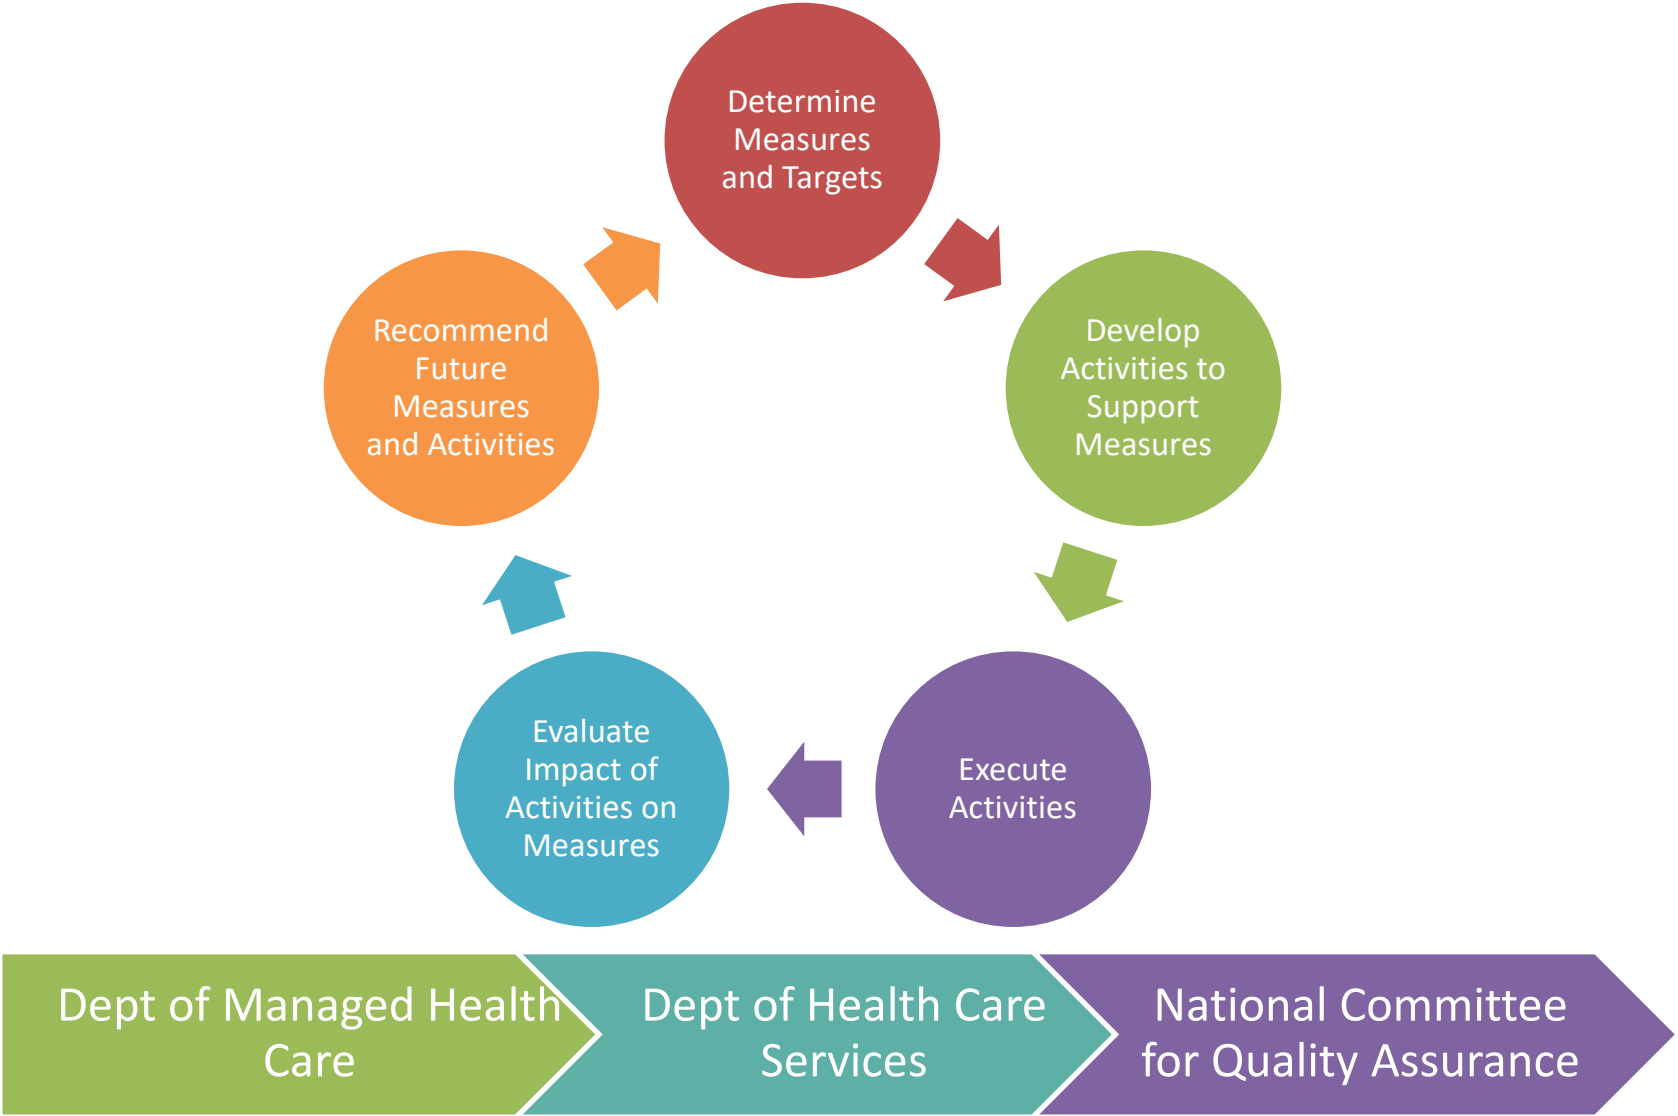 Determine
Measures
and Targets
Develop
Activities to
Support
Measures
Execute
Activities
Evaluate
Impact of
Activities on
Measures
Recommend
Future
Measures
and Activities
Dept of Managed Health
Care
Dept of Health Care
Services
National Committee
for Quality Assurance